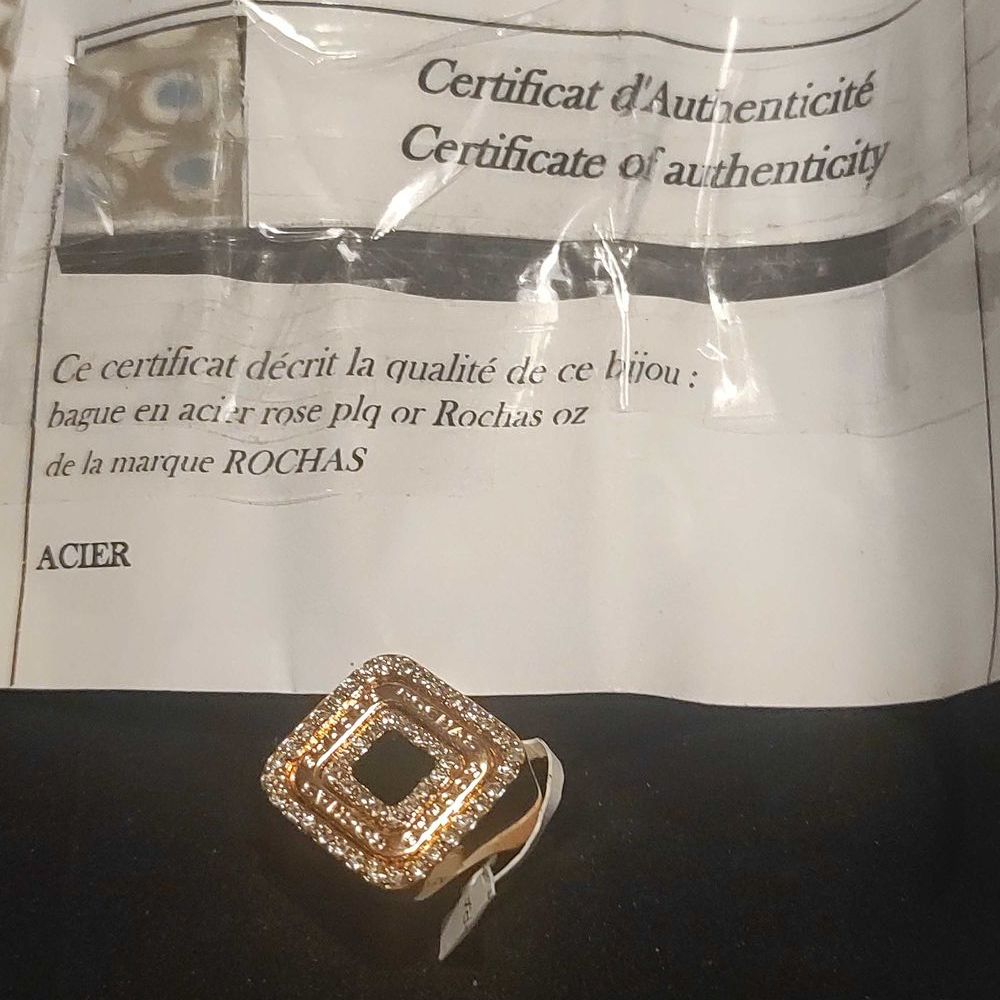 Certificat d'Authenticité
Certificate of authenticity
Ce certificat décrit la qualité de ce bijou :
bague en acier rose plq or Rochas oz
de la marque ROCHAS
ACIER